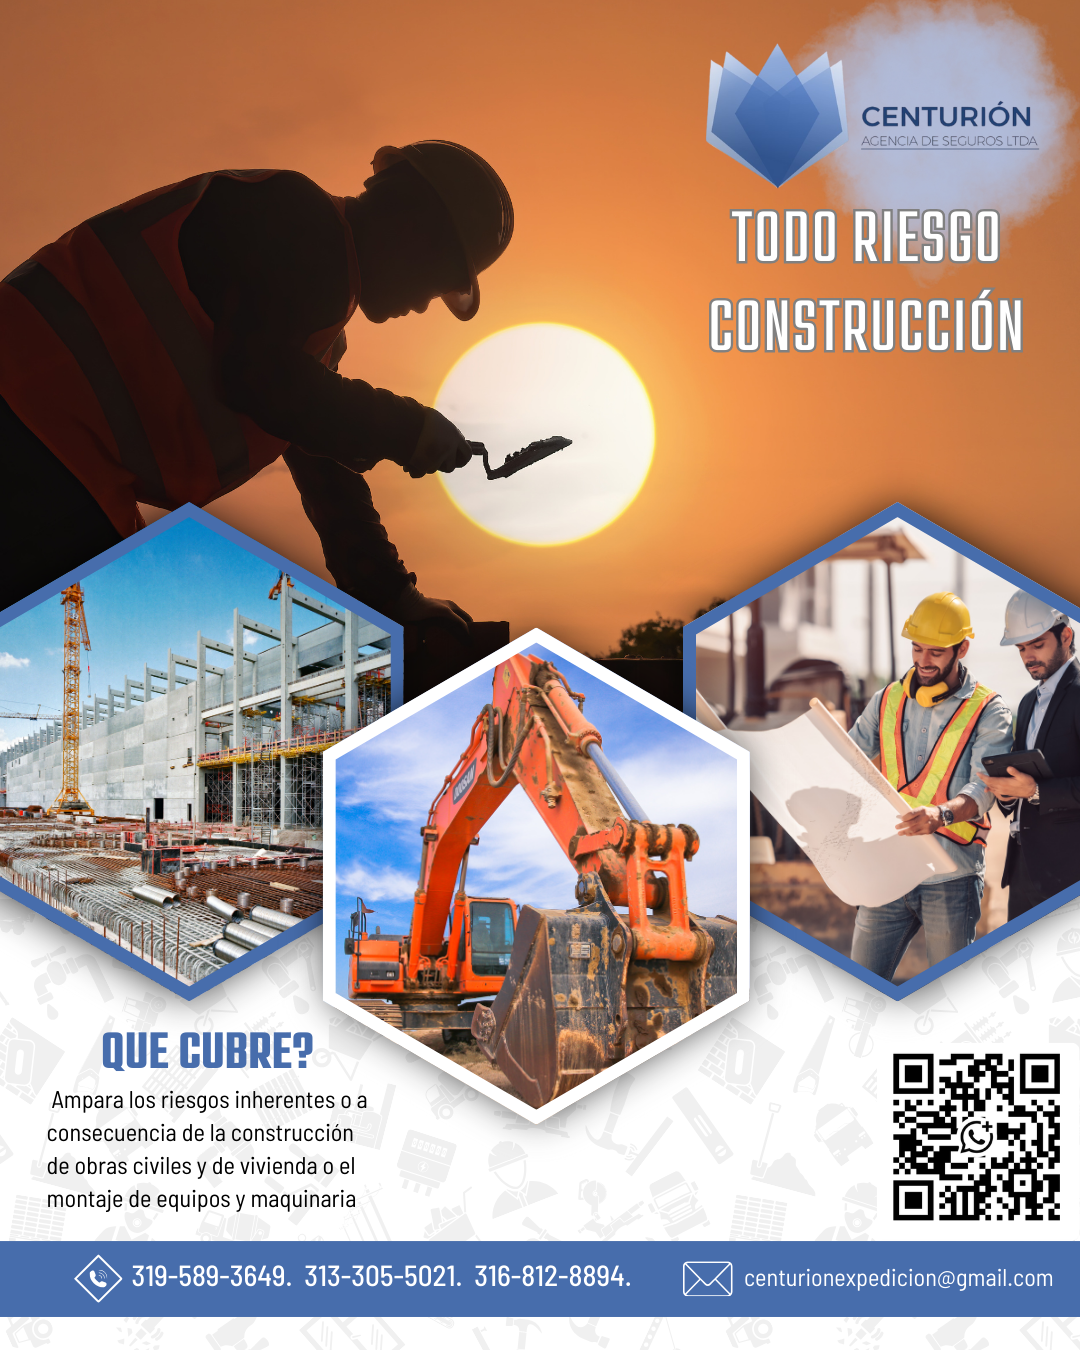 CENTURIÓN
AGENCIA DE SEGUROS LTDA
TODO RIESGO
CONSTRUCCIÓN
QUE CUBRE?
Ampara los riesgos inherentes o a
consecuencia de la construcción
de obras civiles y de vivienda o el
montaje de equipos y maquinaria
319-589-3649. 313-305-5021. 316-812-8894.
centurionexpedicion@gmail.com